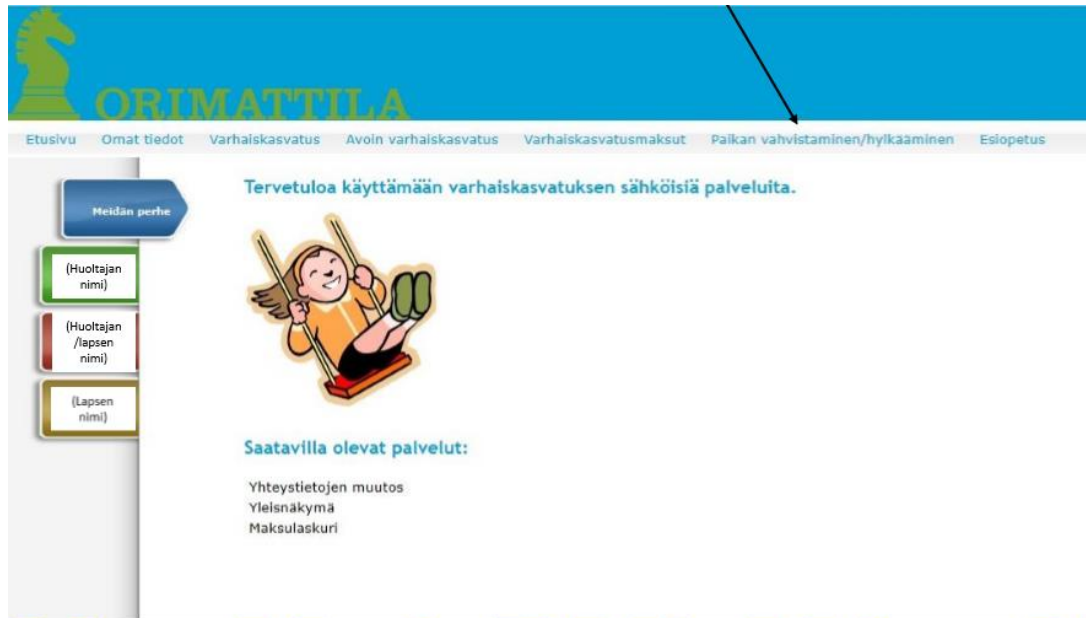 ORIMATTILA
Etusivu Omat tiedot Varhaiskasvatus Avoin varhaiskasvatus Varhaiskasvatusmaksut Paikan vahvistaminen/hylkääminen Esiopetus
Meidän perhe
(Huoltajan
nimi)
(Huoltajan
/lapsen
nimi)
(Lapsen
nimi)
Tervetuloa käyttämään varhaiskasvatuksen sähköisiä palveluita.
Saatavilla olevat palvelut:
Yhteystietojen muutos
Yleisnäkymä
Maksulaskuri